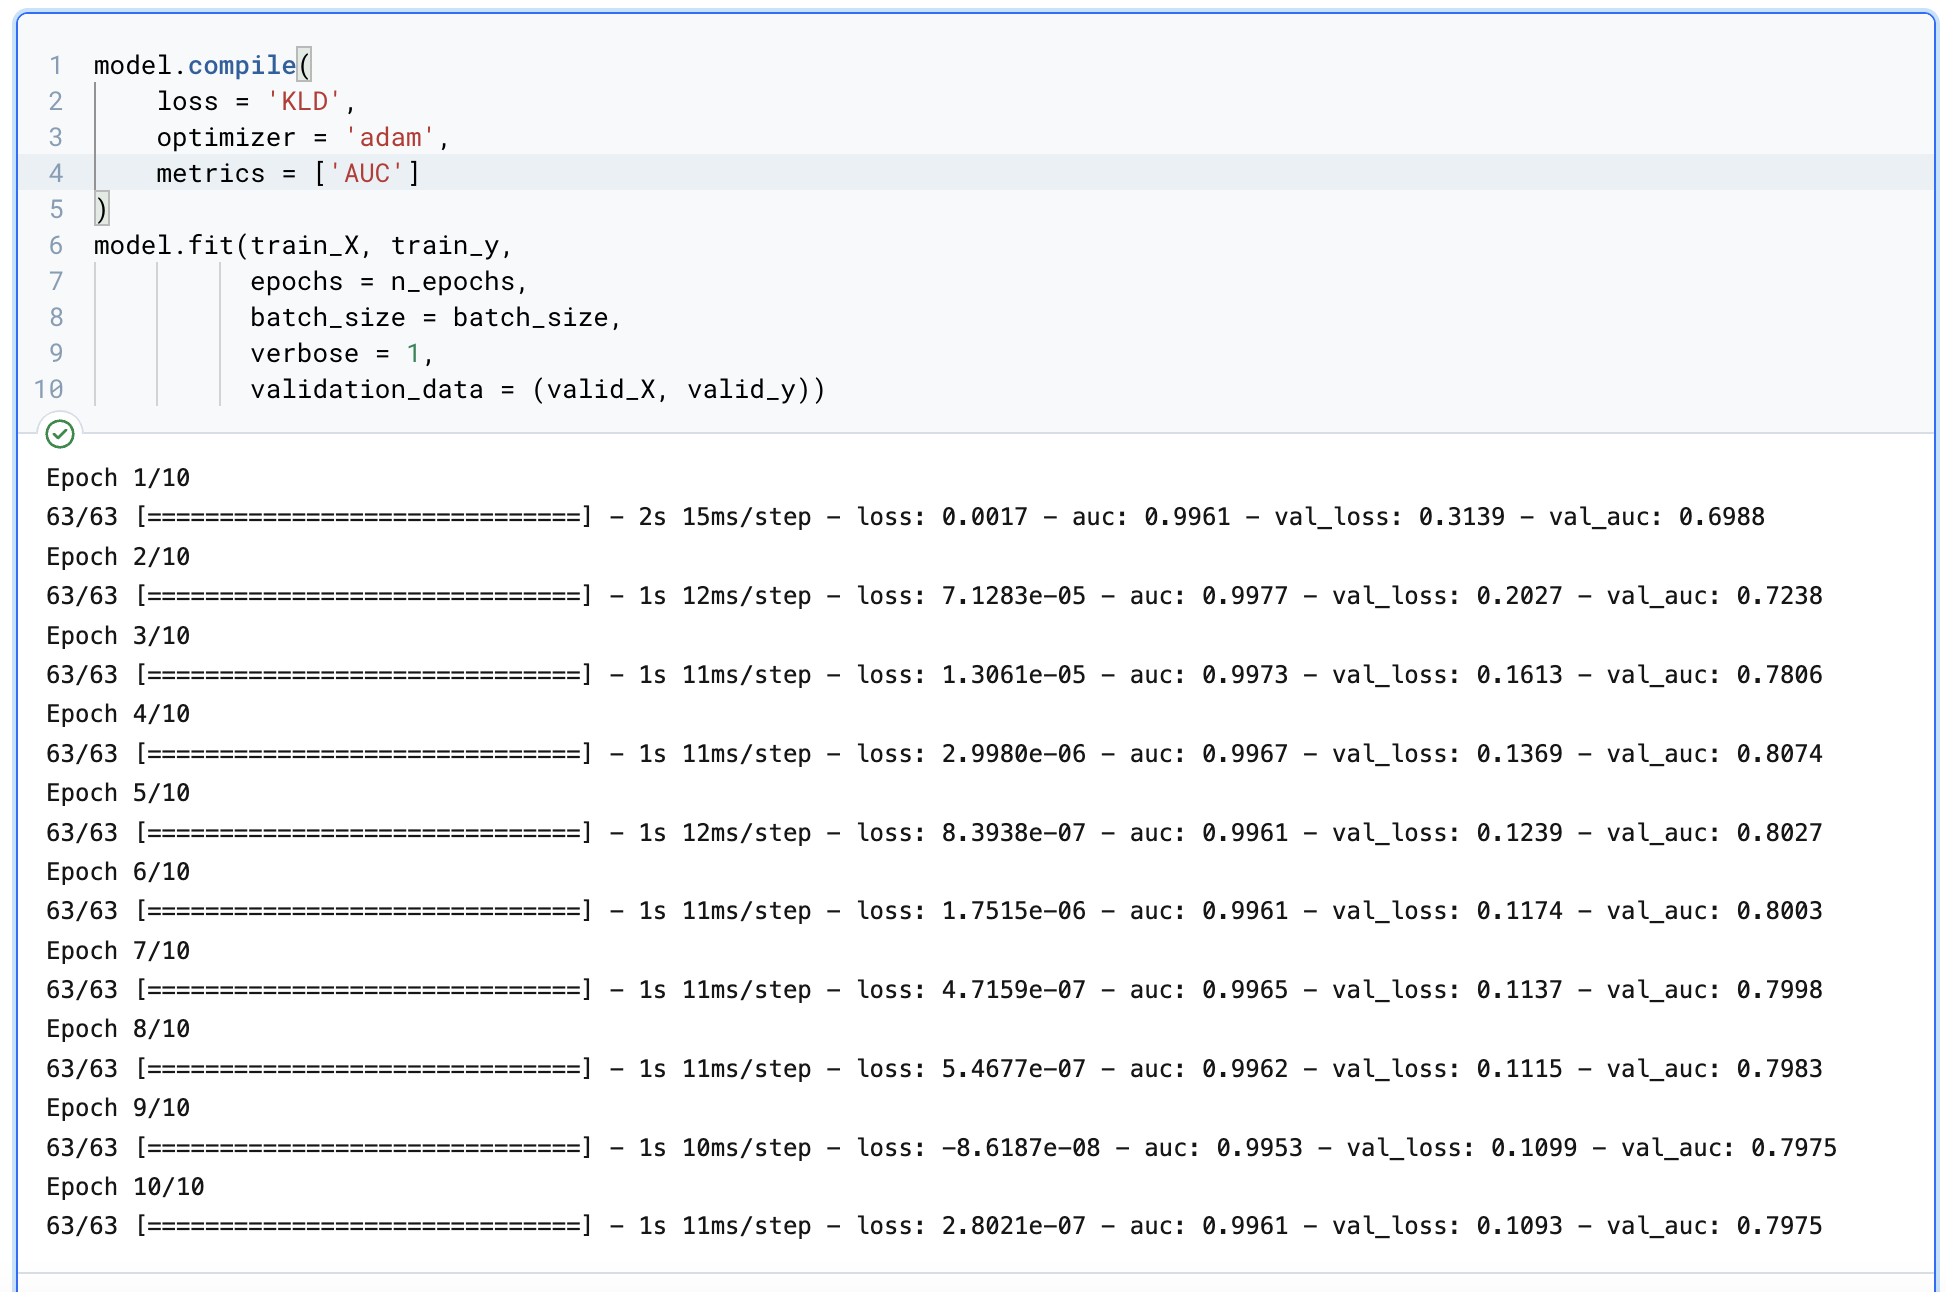 1 model.compile(
2 loss = 'KLD',
3 optimizer = 'adam',
4 metrics = ['AUC']
5 )
6 model.fit(train_X, train_y,
7 epochs = n_epochs,
8 batch_size = batch_size,
9 verbose = 1,
10 validation_data = (valid_X, valid_y))
Epoch 1/10
63/63 [==============================] - 2s 15ms/step - loss: 0.0017 - auc: 0.9961 - val_loss: 0.3139 - val_auc: 0.6988
Epoch 2/10
63/63 [==============================] - 1s 12ms/step - loss: 7.1283e-05 - auc: 0.9977 - val_loss: 0.2027 - val_auc: 0.7238
Epoch 3/10
63/63 [==============================] - 1s 11ms/step - loss: 1.3061e-05 - auc: 0.9973 - val_loss: 0.1613 - val_auc: 0.7806
Epoch 4/10
63/63 [==============================] - 1s 11ms/step - loss: 2.9980e-06 - auc: 0.9967 - val_loss: 0.1369 - val_auc: 0.8074
Epoch 5/10
63/63 [==============================] - 1s 12ms/step - loss: 8.3938e-07 - auc: 0.9961 - val_loss: 0.1239 - val_auc: 0.8027
Epoch 6/10
63/63 [==============================] - 1s 11ms/step - loss: 1.7515e-06 - auc: 0.9961 - val_loss: 0.1174 - val_auc: 0.8003
Epoch 7/10
63/63 [==============================] - 1s 11ms/step - loss: 4.7159e-07 - auc: 0.9965 - val_loss: 0.1137 - val_auc: 0.7998
Epoch 8/10
63/63 [==============================] - 1s 11ms/step - loss: 5.4677e-07 - auc: 0.9962 - val_loss: 0.1115 - val_auc: 0.7983
Epoch 9/10
63/63 [==============================] - 1s 10ms/step - loss: -8.6187e-08 - auc: 0.9953 - val_loss: 0.1099 - val_auc: 0.7975
Epoch 10/10
63/63 [==============================] - 1s 11ms/step - loss: 2.8021e-07 - auc: 0.9961 - val_loss: 0.1093 - val_auc: 0.7975